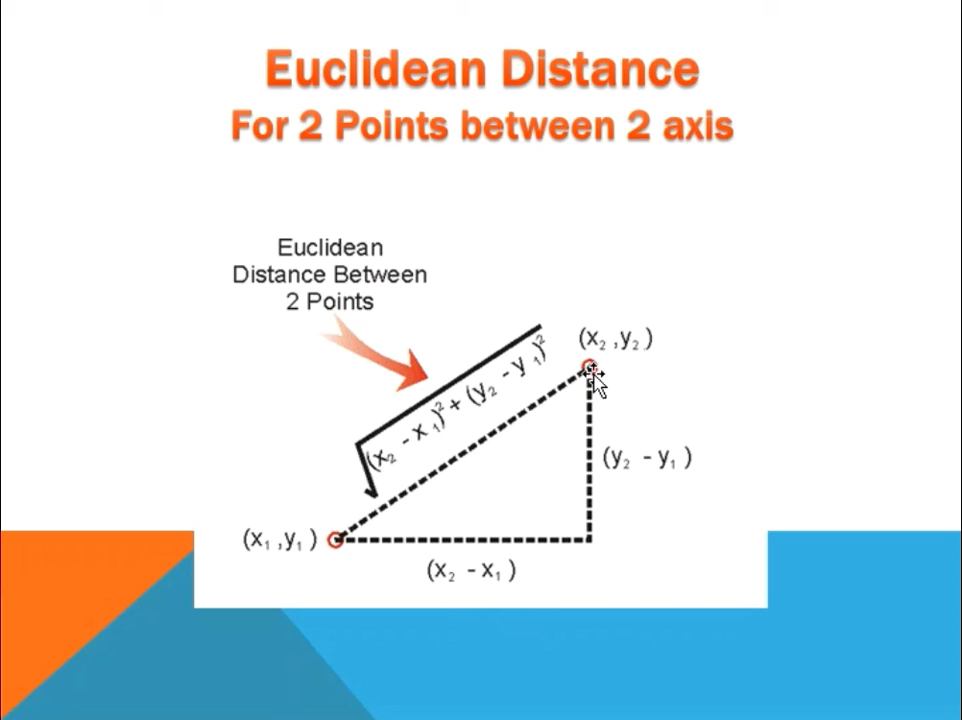 Euclidean Distance
For 2 Points between 2 axis
Euclidean
Distance Between
2 Points
(x₂ ,y₂ )
√(x₂ - x₁)² + (y₂ - y₁)²
(y₂ - y₁ )
(x₁ ,y₁ )
(x₂ - x₁ )